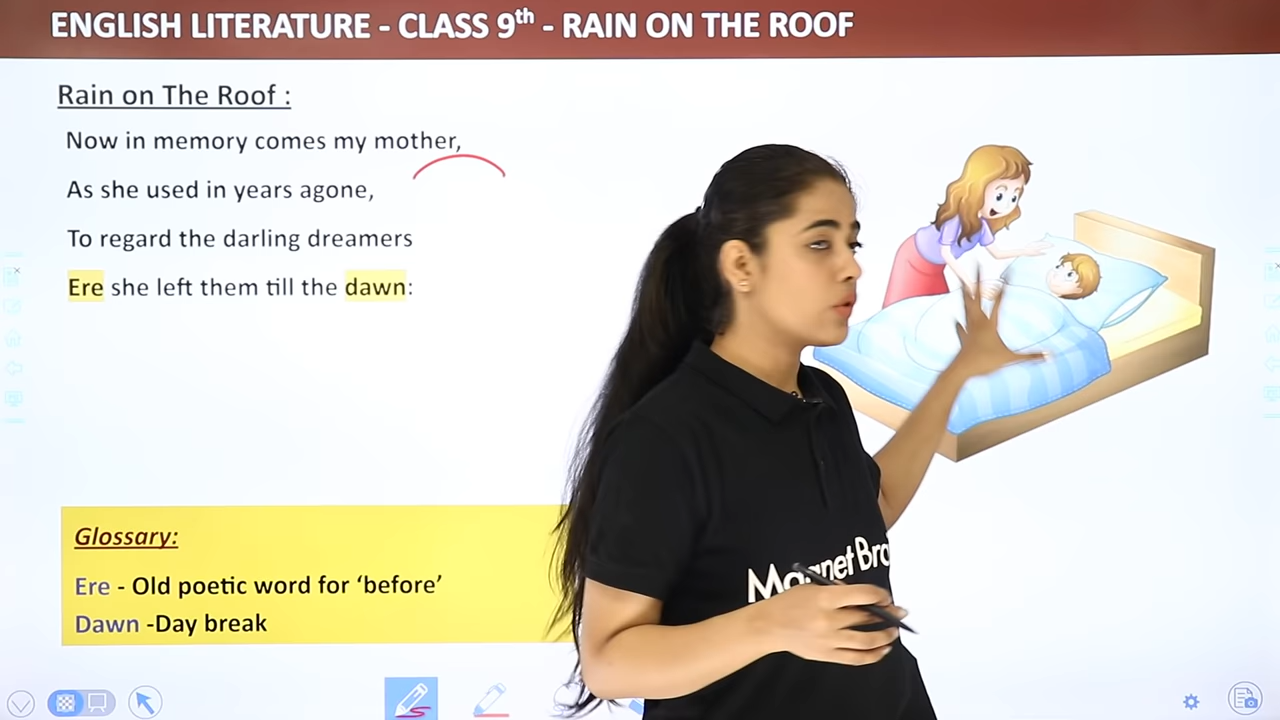 ENGLISH LITERATURE - CLASS 9th - RAIN ON THE ROOF
Rain on The Roof :
Now in memory comes my mother,
As she used in years agone,
To regard the darling dreamers
Ere she left them till the dawn:
Glossary:
Ere - Old poetic word for ‘before’
Dawn -Day break
Magnet Bra